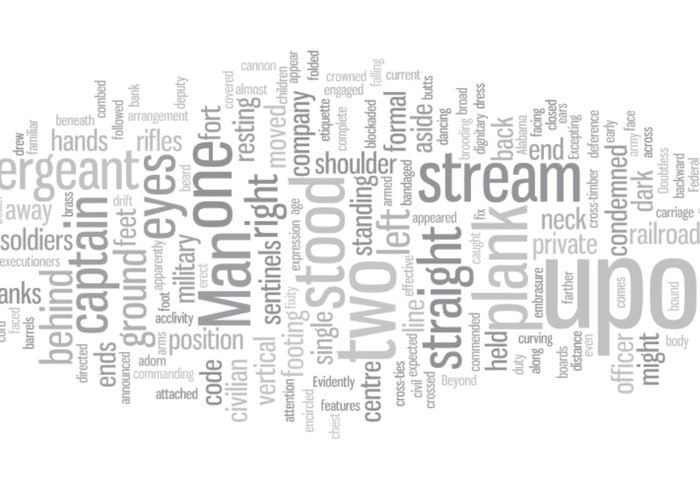 cannon
appear
folded
falling
crowned
current
children
engaged
covered
almost
deputy
bank
combed
arrangement
followed
beneath
familiar
drew
hands
rifles
fort
resting
moved
company
etiquette
complete
blockaded
formal
aside
butts
dancing
broad
dress
brooding
dignitary
back
Alabama
facing
closed
end
ears
Excepting
deference
early
army
face
across
Doubtless
backward
Federal
ergeant
eyes
one
shoulder
stream
condemned
dark
away
brass
drift
feet
beard
right
expression
age
stood
standing
armed
bandaged
left
appeared
fix
caught
plank
neck
cross-timber
private
carriage
railroad
soldiers
executioners
captain
apparently
military
Man
erect
sentinels
fixity
two
effective
straight
embrasure
farther
upo
comes
bound
anks
faced
barrels
behind
ground
foot
acclivity
position
arms
vertical
footing
single
line
commended
held
curving
along
boards
distance
even
officer
might
body
directed
ends
announced
adorn
commanding
attached
code
civilian
attention
encircled
Evidently
features
chest
centre
cross-ties
civil
expected
crossed
Beyond
duty